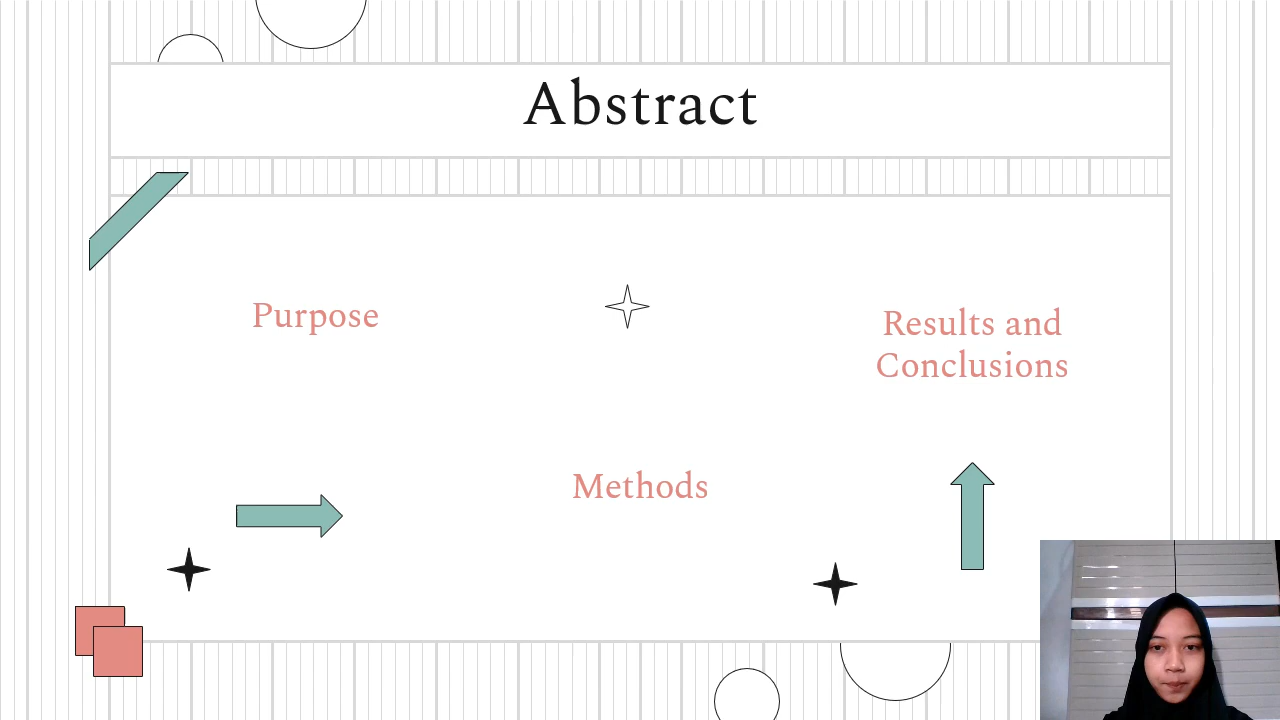 Abstract
Purpose
Methods
Results and
Conclusions